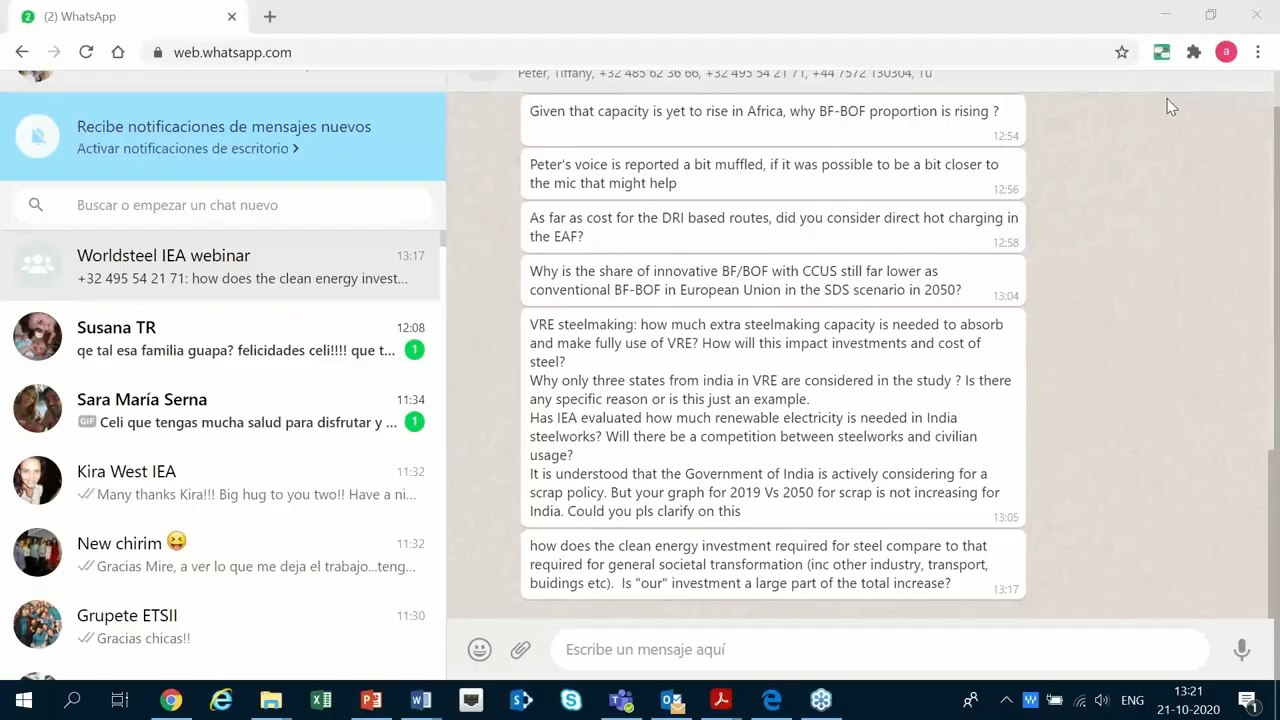 2
(2) WhatsApp
web.whatsapp.com
a
Peter, Tiffany, +32 485 62 36 66, +32 495 54 21 71, +44 7572 130304, Tú
Recibe notificaciones de mensajes nuevos
Activar notificaciones de escritorio
Buscar o empezar un chat nuevo
Worldsteel IEA webinar
13:17
+32 495 54 21 71: how does the clean energy invest...
Susana TR
12:08
qe tal esa familia guapa? felicidades celi!!!! que t...
1
Sara María Serna
11:34
GIF Celi que tengas mucha salud para disfrutar y ...
1
Kira West IEA
11:32
Many thanks Kira!!! Big hug to you two!! Have a ni...
New chirim 😝
11:32
Gracias Mire, a ver lo que me deja el trabajo...teng...
Grupete ETSII
11:30
Gracias chicas!!
Given that capacity is yet to rise in Africa, why BF-BOF proportion is rising ?
12:54
Peter's voice is reported a bit muffled, if it was possible to be a bit closer to
the mic that might help
12:56
As far as cost for the DRI based routes, did you consider direct hot charging in
the EAF?
12:58
Why is the share of innovative BF/BOF with CCUS still far lower as
conventional BF-BOF in European Union in the SDS scenario in 2050?
13:04
VRE steelmaking: how much extra steelmaking capacity is needed to absorb
and make fully use of VRE? How will this impact investments and cost of
steel?
Why only three states from india in VRE are considered in the study ? Is there
any specific reason or is this just an example.
Has IEA evaluated how much renewable electricity is needed in India
steelworks? Will there be a competition between steelworks and civilian
usage?
It is understood that the Government of India is actively considering for a
scrap policy. But your graph for 2019 Vs 2050 for scrap is not increasing for
India. Could you pls clarify on this
13:05
how does the clean energy investment required for steel compare to that
required for general societal transformation (inc other industry, transport,
buidings etc). Is "our" investment a large part of the total increase?
13:17
Escribe un mensaje aquí
ENG
13:21
21-10-2020
1